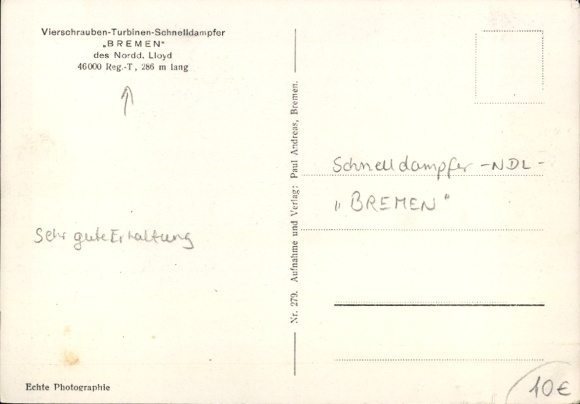 Vierschrauben-Turbinen-Schnelldampfer
„BREMEN"
des Nordd. Lloyd
46000 Reg.-T, 286 m lang
Sehr gute Erhaltung
Echte Photographie
Nr. 279. Aufnahme und Verlag: Paul Andreas, Bremen.
Schnelldampfer -NDL-
„BREMEN"
10€